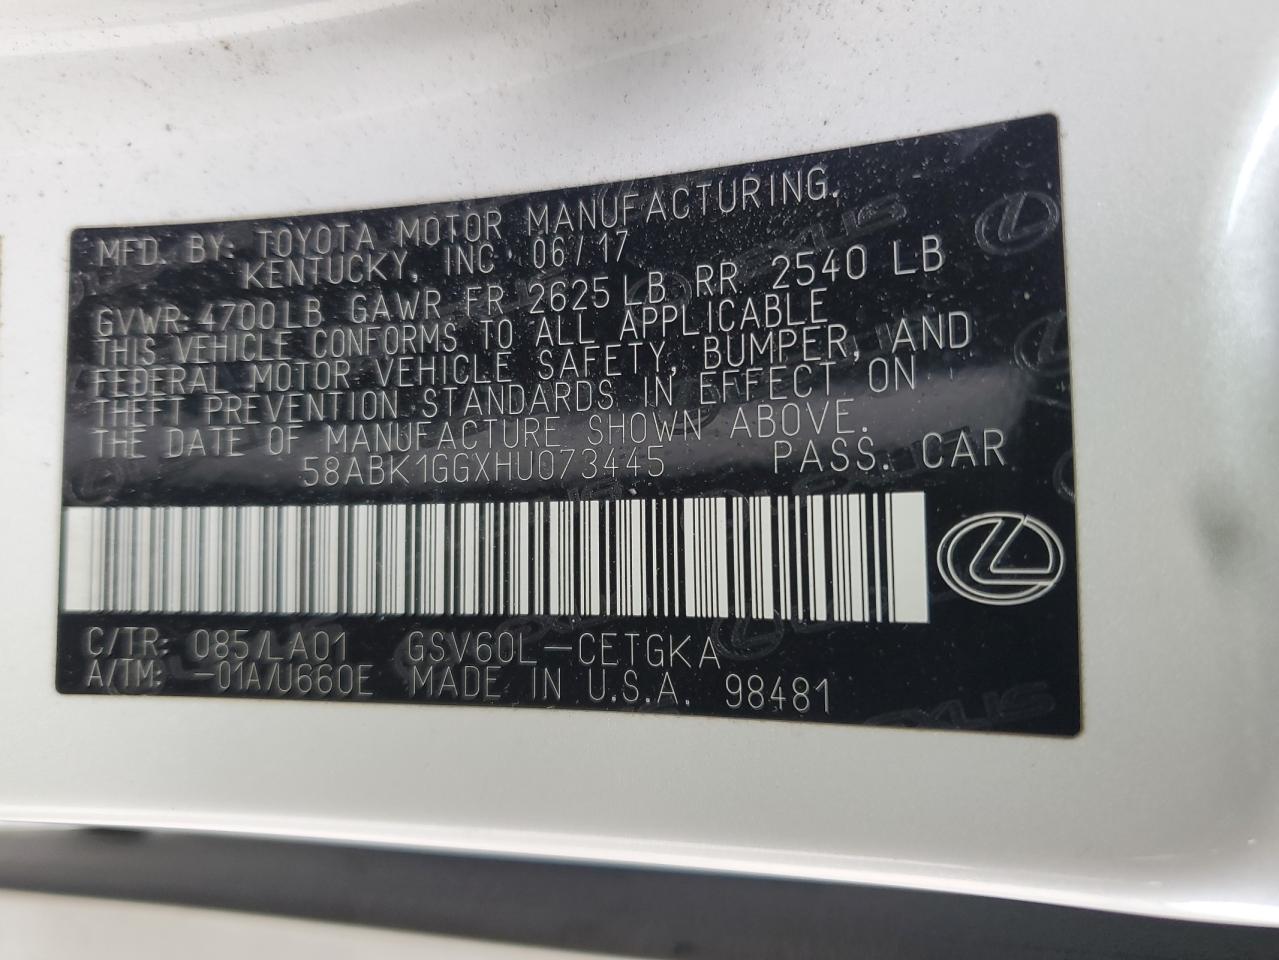 MFD. BY: TOYOTA MOTOR MANUFACTURING.
KENTUCKY, INC 06/17
GVWR 4700LB GAWR FR 2625LB RR 2540 LB
THIS VEHICLE CONFORMS TO ALL APPLICABLE
FEDERAL MOTOR VEHICLE SAFETY, BUMPER, AND
THEFT PREVENTION STANDARDS IN EFFECT ON
THE DATE OF MANUFACTURE SHOWN ABOVE.
58ABK1GGXHU073445 PASS. CAR
C/TR: 085/LA01 GSV60L-CETGKA
A/TM: -01A/U660E MADE IN U.S.A. 98481